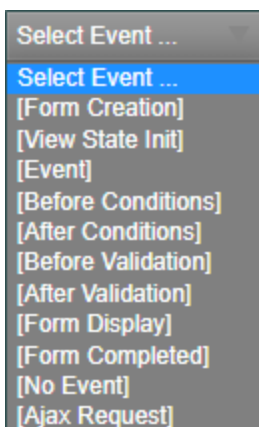 Select Event ...
Select Event ...
[Form Creation]
[View State Init]
[Event]
[Before Conditions]
[After Conditions]
[Before Validation]
[After Validation]
[Form Display]
[Form Completed]
[No Event]
[Ajax Request]